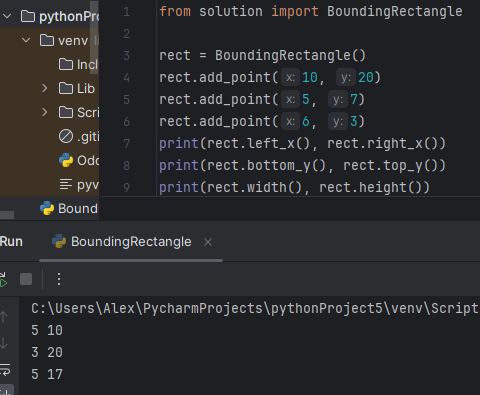 pythonPro
venv
Incl
Lib
Scri
.giti
Odd
pyv
Bound
1 from solution import BoundingRectangle
2
3 rect = BoundingRectangle()
4 rect.add_point(x: 10, y: 20)
5 rect.add_point(x: 5, y: 7)
6 rect.add_point(x: 6, y: 3)
7 print(rect.left_x(), rect.right_x())
8 print(rect.bottom_y(), rect.top_y())
9 print(rect.width(), rect.height())
Run BoundingRectangle ×
C:\Users\Alex\PycharmProjects\pythonProject5\venv\Script
5 10
3 20
5 17